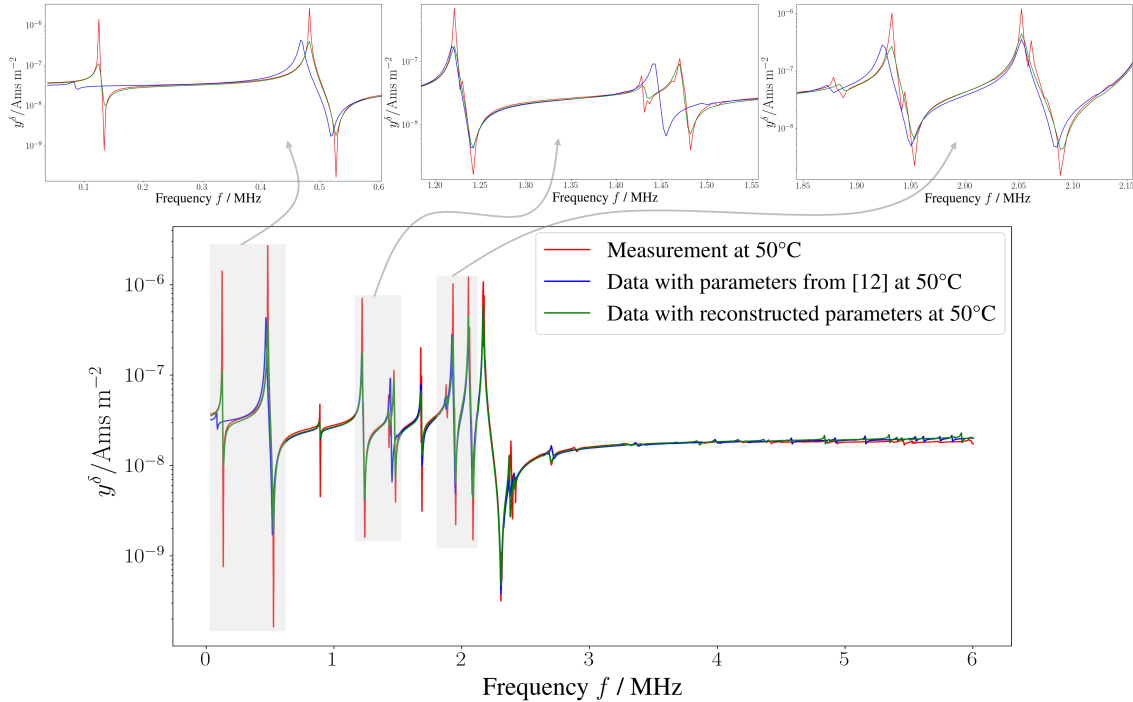 10⁻⁶
10⁻⁷
10⁻⁸
10⁻⁹
y^δ/Ams m⁻²
0.1 0.2 0.3 0.4 0.5 0.6
Frequency f / MHz
10⁻⁷
10⁻⁸
y^δ/Ams m⁻²
1.20 1.25 1.30 1.35 1.40 1.45 1.50 1.55
Frequency f / MHz
10⁻⁶
10⁻⁷
10⁻⁸
y^δ/Ams m⁻²
1.85 1.90 1.95 2.00 2.05 2.10 2.15
Frequency f / MHz
Measurement at 50°C
Data with parameters from [12] at 50°C
Data with reconstructed parameters at 50°C
10⁻⁶
10⁻⁷
10⁻⁸
10⁻⁹
y^δ/Ams m⁻²
0 1 2 3 4 5 6
Frequency f / MHz